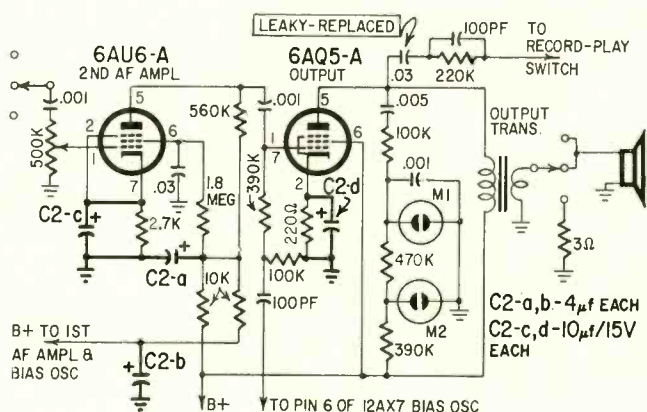 LEAKY-REPLACED
100PF
.03
220K
TO
RECORD-PLAY
SWITCH
6AU6-A
2ND AF AMPL
6AQ5-A
OUTPUT
.001
500K
2
1
5
6
7
.03
560K
1.8
MEG
.001
390K
5
1
7
6
2
C2-d
+
220Ω
.005
100K
.001
M1
470K
M2
390K
OUTPUT
TRANS.
3Ω
C2-c
+
2.7K
C2-a
+
10K
100K
100PF
C2-a,b-4µf EACH
C2-c,d-10µf/15V
EACH
B+ TO 1ST
AF AMPL &
BIAS OSC
+
C2-b
B+
TO PIN 6 OF 12AX7 BIAS OSC